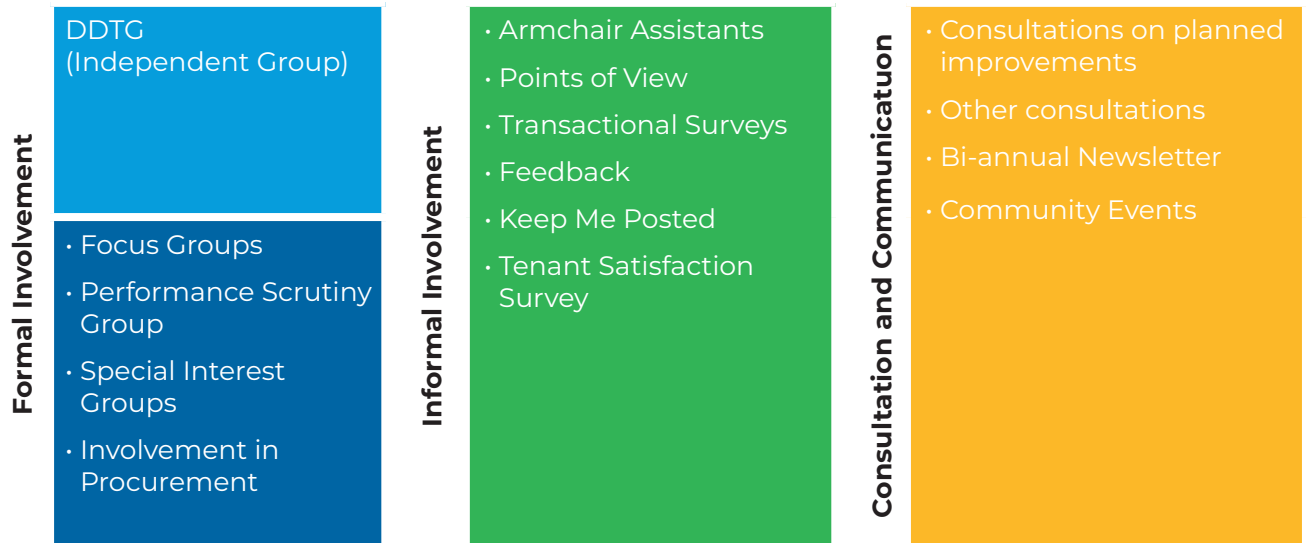 Formal Involvement
DDTG
(Independent Group)
• Focus Groups
• Performance Scrutiny
Group
• Special Interest
Groups
• Involvement in
Procurement
Informal Involvement
• Armchair Assistants
• Points of View
• Transactional Surveys
• Feedback
• Keep Me Posted
• Tenant Satisfaction
Survey
Consultation and Communicatuon
• Consultations on planned
improvements
• Other consultations
• Bi-annual Newsletter
• Community Events